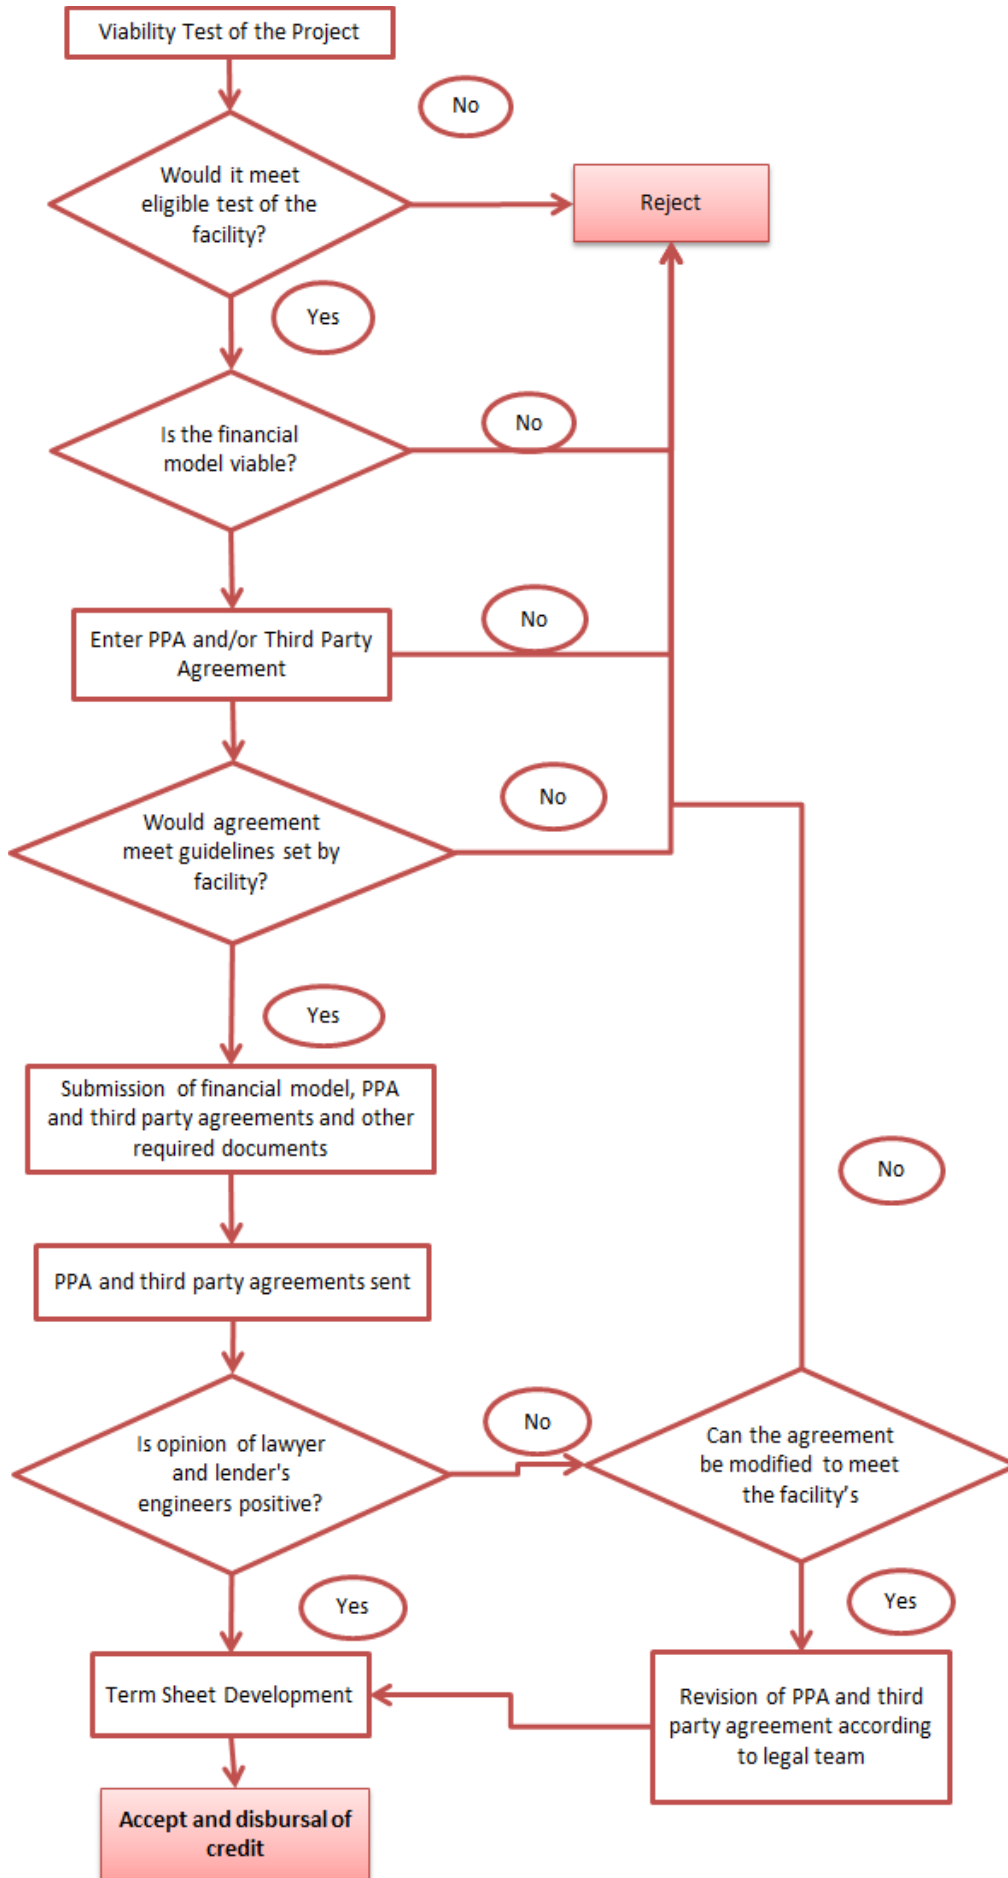 Viability Test of the Project
No
Would it meet
eligible test of the
facility?
Reject
Yes
Is the financial
model viable?
No
Enter PPA and/or Third Party
Agreement
No
Would agreement
meet guidelines set by
facility?
No
Yes
Submission of financial model, PPA
and third party agreements and other
required documents
No
PPA and third party agreements sent
Is opinion of lawyer
and lender's
engineers positive?
No
Can the agreement
be modified to meet
the facility’s
Yes
Yes
Term Sheet Development
Revision of PPA and third
party agreement according
to legal team
Accept and disbursal of
credit